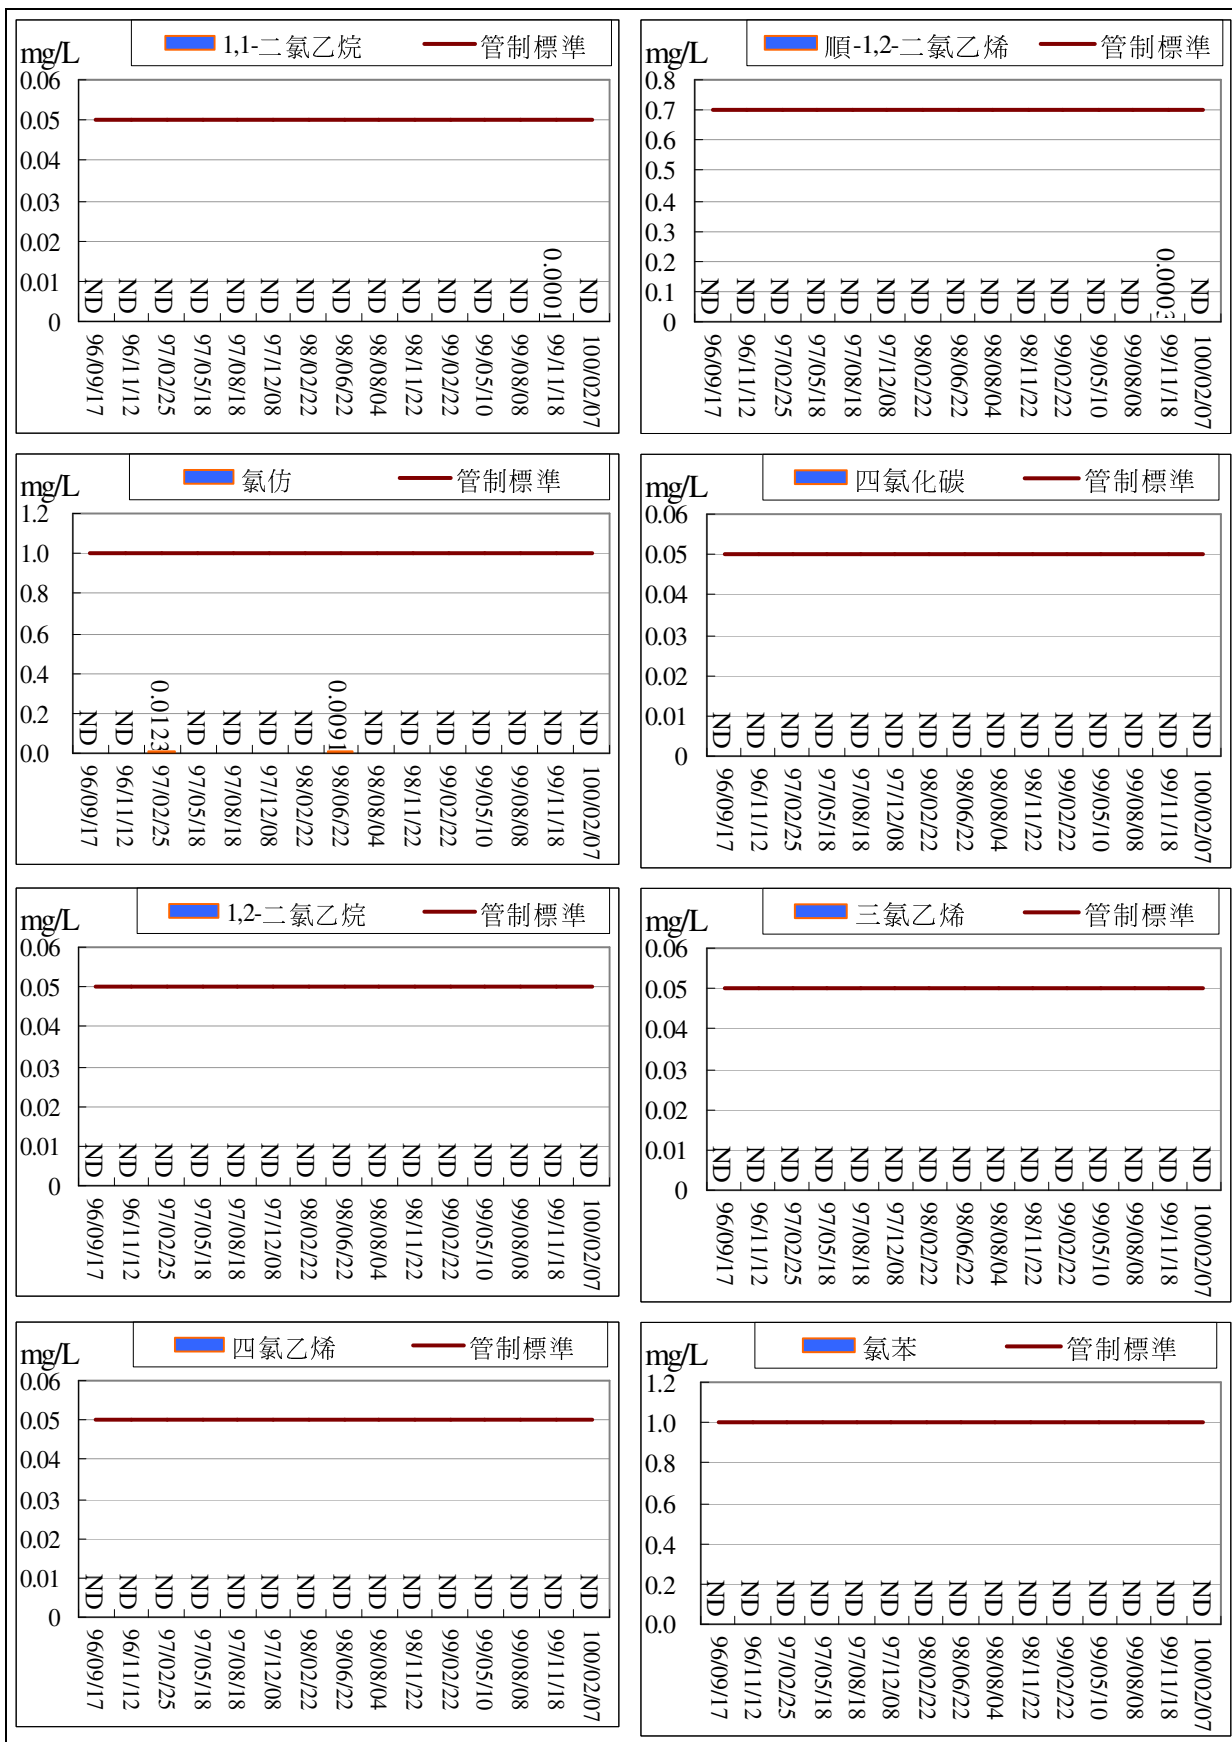 1,1-二氯乙烷 管制標準
mg/L
0.06
0.05
0.04
0.03
0.02
0.01
0
ND ND ND ND ND ND ND ND ND ND ND ND ND 0.0001 ND
96/09/17 96/11/12 97/02/25 97/05/18 97/08/18 97/12/08 98/02/22 98/06/22 98/08/04 98/11/22 99/02/22 99/05/10 99/08/08 99/11/18 100/02/07
順-1,2-二氯乙烯 管制標準
mg/L
0.8
0.7
0.6
0.5
0.4
0.3
0.2
0.1
0
ND ND ND ND ND ND ND ND ND ND ND ND ND 0.0003 ND
96/09/17 96/11/12 97/02/25 97/05/18 97/08/18 97/12/08 98/02/22 98/06/22 98/08/04 98/11/22 99/02/22 99/05/10 99/08/08 99/11/18 100/02/07
氯仿 管制標準
mg/L
1.2
1.0
0.8
0.6
0.4
0.2
0.0
ND ND 0.0123 ND ND ND ND 0.0091 ND ND ND ND ND ND ND
96/09/17 96/11/12 97/02/25 97/05/18 97/08/18 97/12/08 98/02/22 98/06/22 98/08/04 98/11/22 99/02/22 99/05/10 99/08/08 99/11/18 100/02/07
四氯化碳 管制標準
mg/L
0.06
0.05
0.04
0.03
0.02
0.01
0
ND ND ND ND ND ND ND ND ND ND ND ND ND ND ND
96/09/17 96/11/12 97/02/25 97/05/18 97/08/18 97/12/08 98/02/22 98/06/22 98/08/04 98/11/22 99/02/22 99/05/10 99/08/08 99/11/18 100/02/07
1,2-二氯乙烷 管制標準
mg/L
0.06
0.05
0.04
0.03
0.02
0.01
0
ND ND ND ND ND ND ND ND ND ND ND ND ND ND ND
96/09/17 96/11/12 97/02/25 97/05/18 97/08/18 97/12/08 98/02/22 98/06/22 98/08/04 98/11/22 99/02/22 99/05/10 99/08/08 99/11/18 100/02/07
三氯乙烯 管制標準
mg/L
0.06
0.05
0.04
0.03
0.02
0.01
0
ND ND ND ND ND ND ND ND ND ND ND ND ND ND ND
96/09/17 96/11/12 97/02/25 97/05/18 97/08/18 97/12/08 98/02/22 98/06/22 98/08/04 98/11/22 99/02/22 99/05/10 99/08/08 99/11/18 100/02/07
四氯乙烯 管制標準
mg/L
0.06
0.05
0.04
0.03
0.02
0.01
0
ND ND ND ND ND ND ND ND ND ND ND ND ND ND ND
96/09/17 96/11/12 97/02/25 97/05/18 97/08/18 97/12/08 98/02/22 98/06/22 98/08/04 98/11/22 99/02/22 99/05/10 99/08/08 99/11/18 100/02/07
氯苯 管制標準
mg/L
1.2
1.0
0.8
0.6
0.4
0.2
0.0
ND ND ND ND ND ND ND ND ND ND ND ND ND ND ND
96/09/17 96/11/12 97/02/25 97/05/18 97/08/18 97/12/08 98/02/22 98/06/22 98/08/04 98/11/22 99/02/22 99/05/10 99/08/08 99/11/18 100/02/07